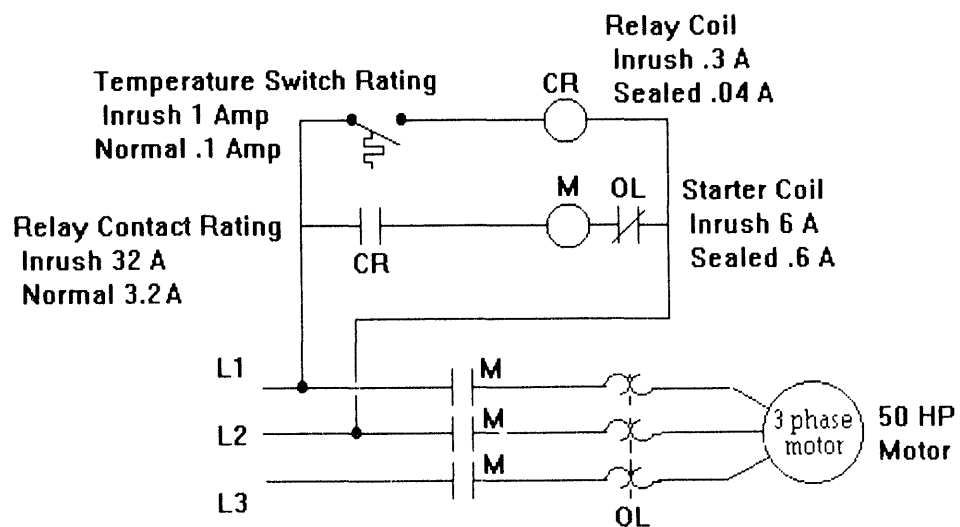 Relay Coil
Inrush .3 A
Sealed .04 A
Temperature Switch Rating
Inrush 1 Amp
Normal .1 Amp
CR
M
OL
Starter Coil
Inrush 6 A
Sealed .6 A
Relay Contact Rating
Inrush 32 A
Normal 3.2 A
CR
L1
M
L2
M
3 phase
motor
50 HP
Motor
L3
M
OL